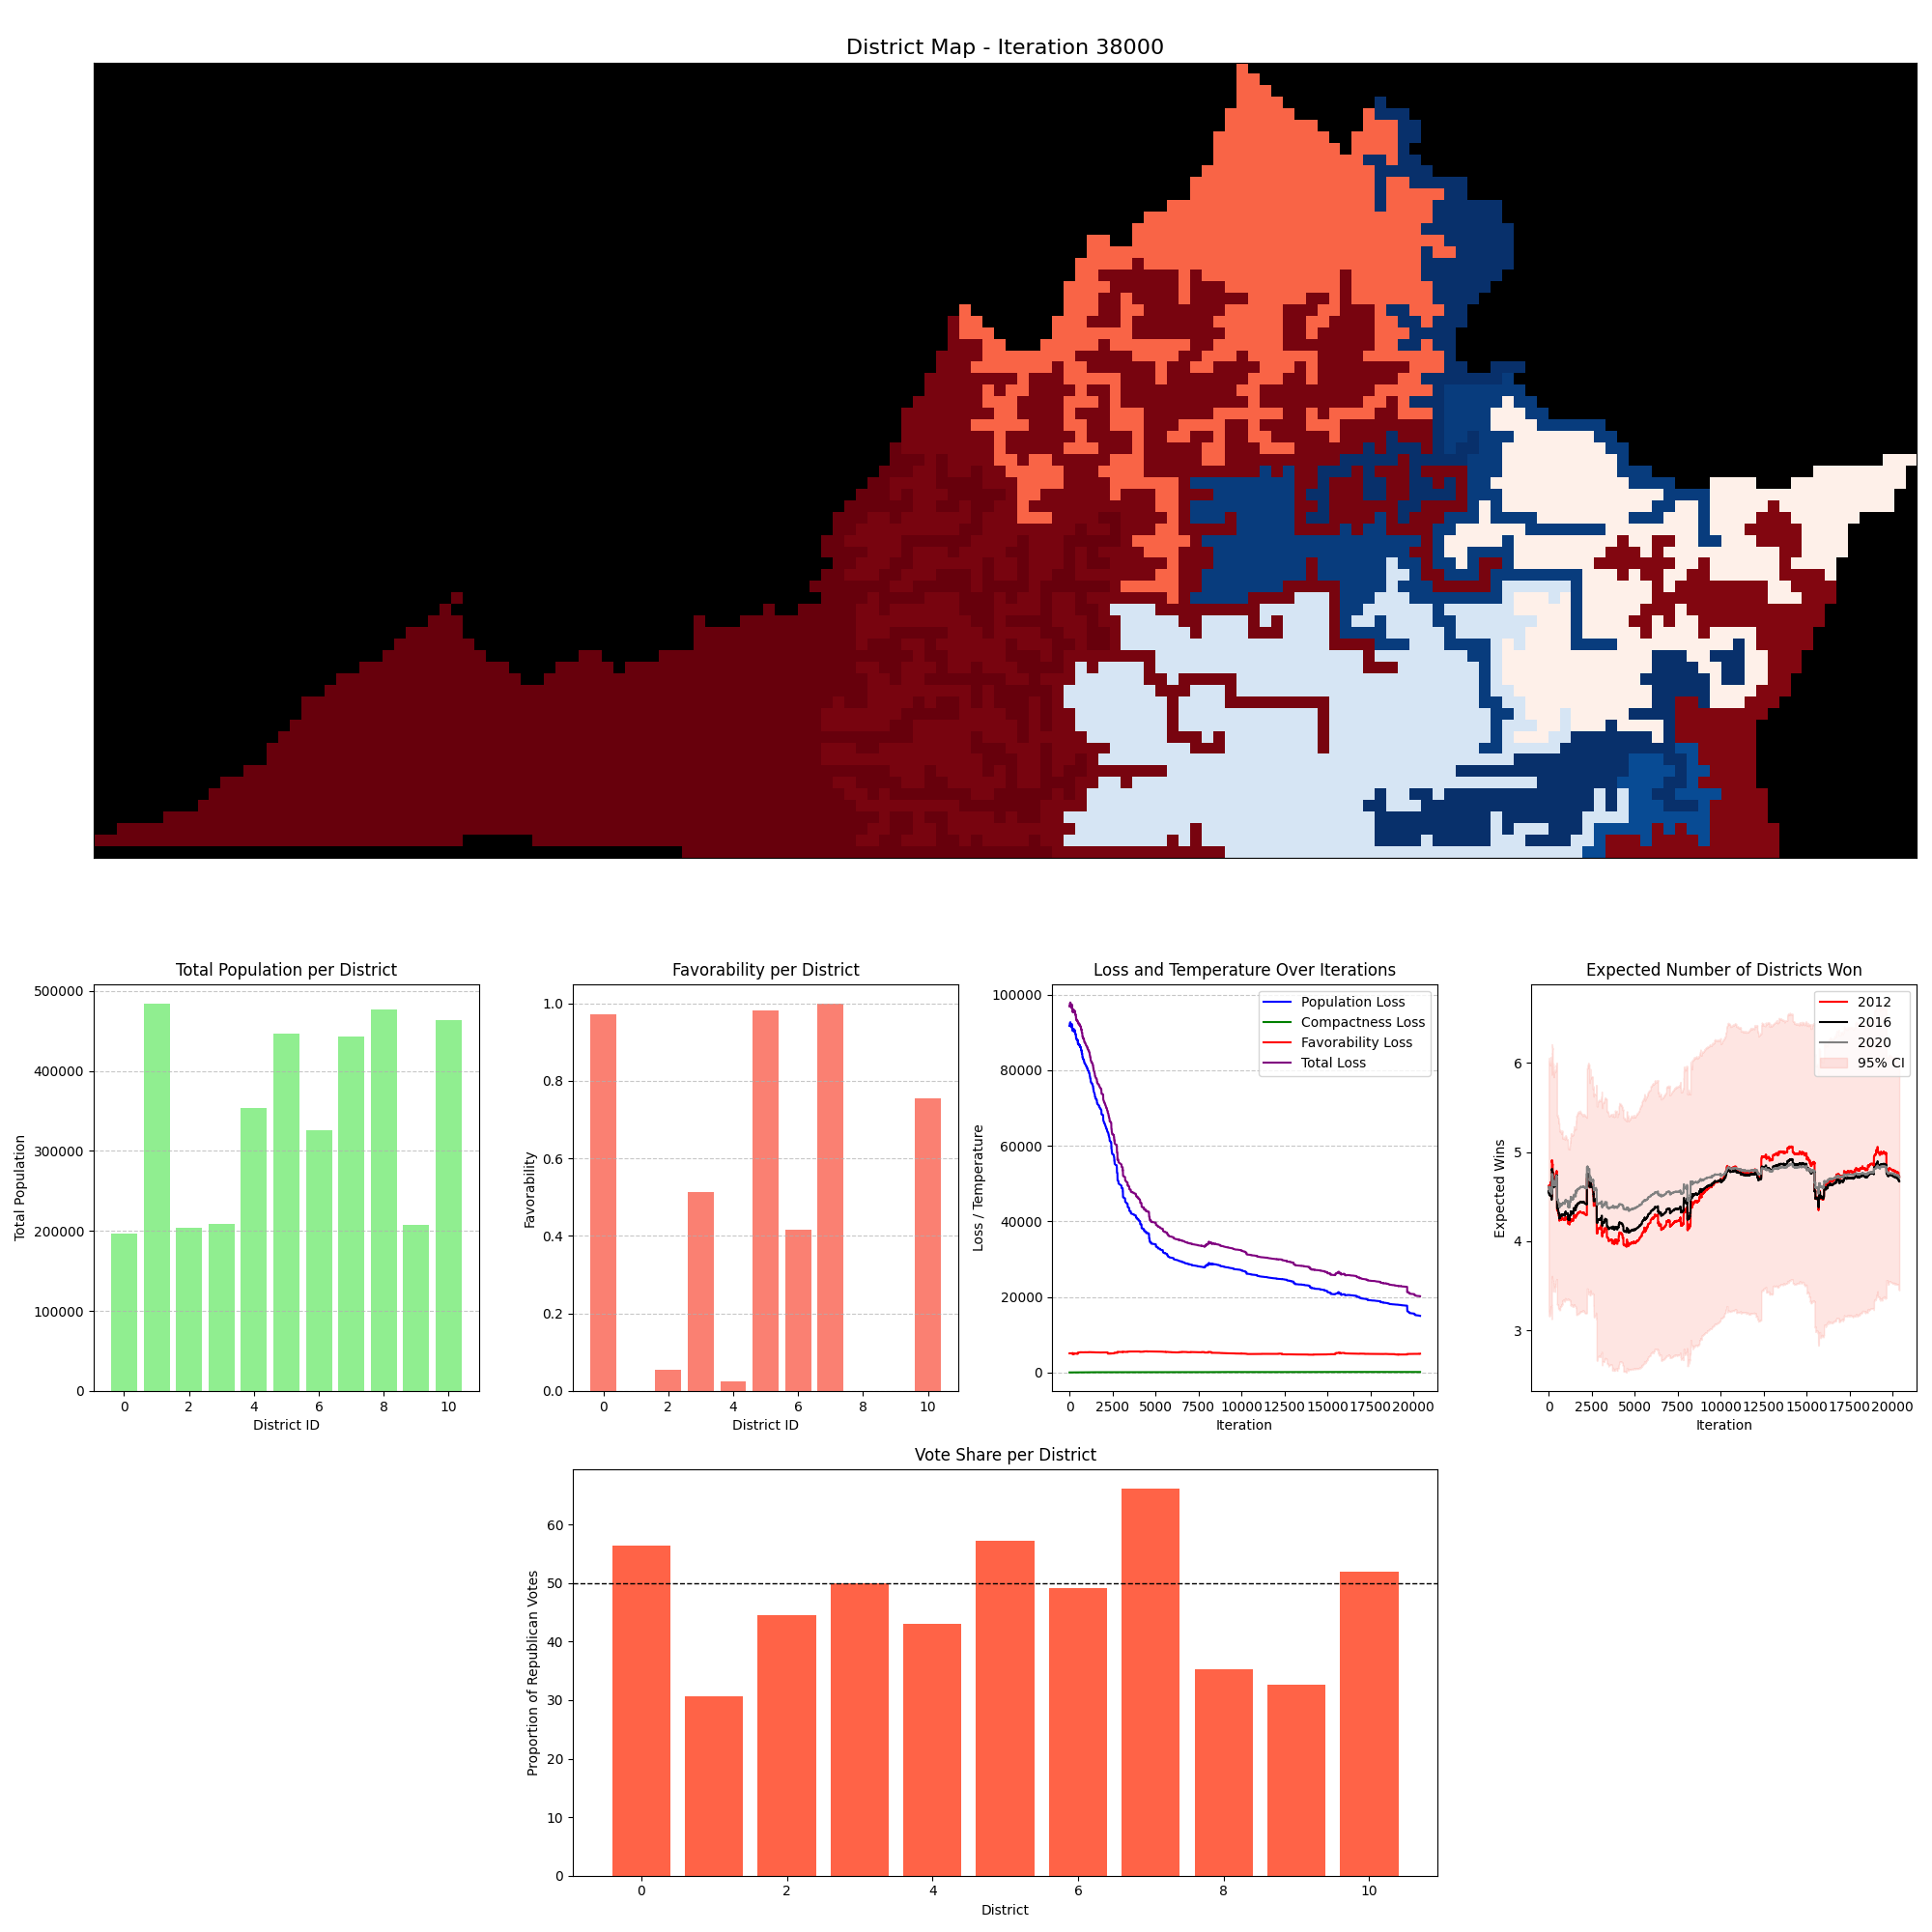 District Map - Iteration 38000
Total Population per District
Total Population
500000
400000
300000
200000
100000
0
0 2 4 6 8 10
District ID
Favorability per District
Favorability
1.0
0.8
0.6
0.4
0.2
0.0
0 2 4 6 8 10
District ID
Loss and Temperature Over Iterations
Loss / Temperature
100000
80000
60000
40000
20000
0
Population Loss
Compactness Loss
Favorability Loss
Total Loss
0 2500 5000 7500 10000 12500 15000 17500 20000
Iteration
Expected Number of Districts Won
Expected Wins
6
5
4
3
2012
2016
2020
95% CI
0 2500 5000 7500 10000 12500 15000 17500 20000
Iteration
Vote Share per District
Proportion of Republican Votes
60
50
40
30
20
10
0
0 2 4 6 8 10
District